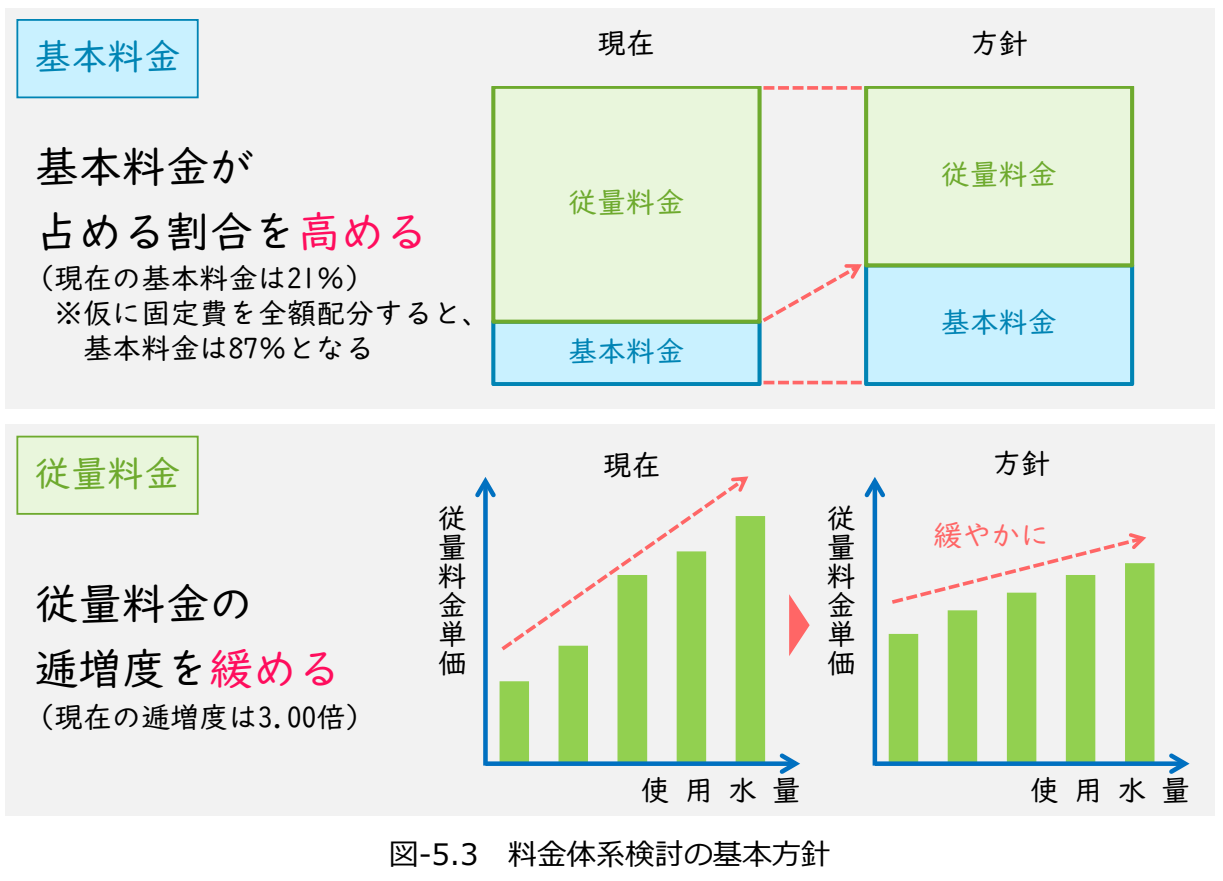 基本料金
基本料金が
占める割合を高める
（現在の基本料金は21％）
※仮に固定費を全額配分すると、
基本料金は87％となる
現在
方針
従量料金
基本料金
従量料金
基本料金
従量料金
従量料金の
逓増度を緩める
（現在の逓増度は3.00倍）
現在
従量料金単価
使用水量
方針
従量料金単価
緩やかに
使用水量
図-5.3　料金体系検討の基本方針